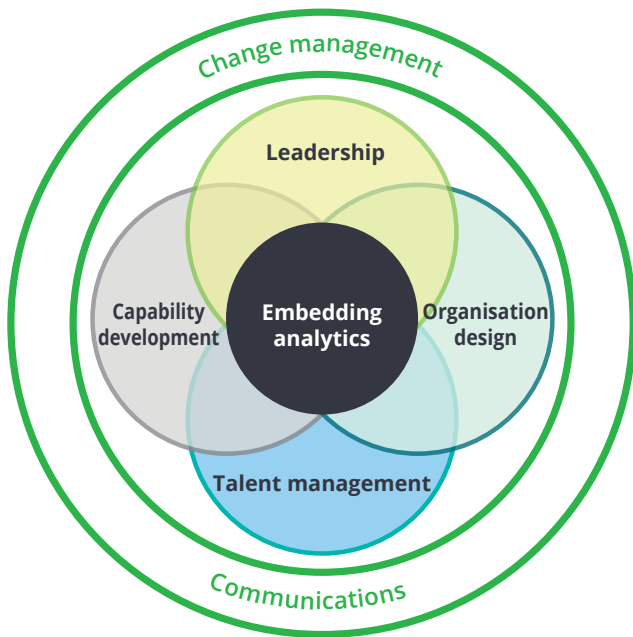 Change management
Leadership
Capability
development
Embedding
analytics
Organisation
design
Talent management
Communications